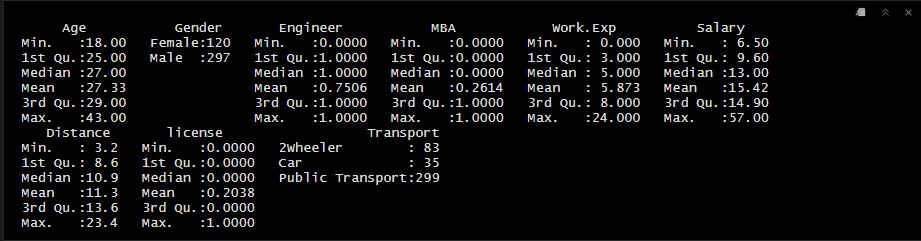 Age           Gender       Engineer           MBA            Work.Exp          Salary
 Min.   :18.00   Female:120   Min.   :0.0000   Min.   :0.0000   Min.   : 0.000   Min.   : 6.50
 1st Qu.:25.00   Male  :297   1st Qu.:1.0000   1st Qu.:0.0000   1st Qu.: 3.000   1st Qu.: 9.60
 Median :27.00                Median :1.0000   Median :0.0000   Median : 5.000   Median :13.00
 Mean   :27.33                Mean   :0.7506   Mean   :0.2614   Mean   : 5.873   Mean   :15.42
 3rd Qu.:29.00                3rd Qu.:1.0000   3rd Qu.:1.0000   3rd Qu.: 8.000   3rd Qu.:14.90
 Max.   :43.00                Max.   :1.0000   Max.   :1.0000   Max.   :24.000   Max.   :57.00
    Distance       license                  Transport
 Min.   : 3.2   Min.   :0.0000   2Wheeler        : 83
 1st Qu.: 8.6   1st Qu.:0.0000   Car             : 35
 Median :10.9   Median :0.0000   Public Transport:299
 Mean   :11.3   Mean   :0.2038
 3rd Qu.:13.6   3rd Qu.:0.0000
 Max.   :23.4   Max.   :1.0000